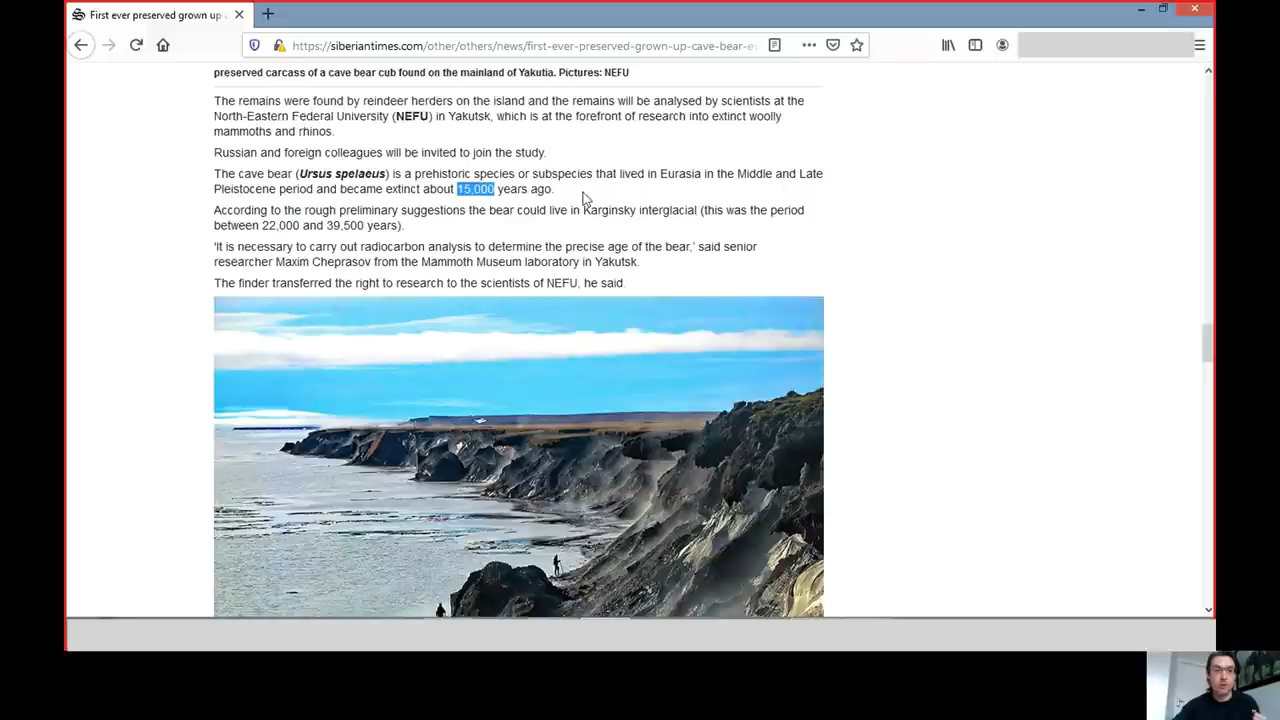 First ever preserved grown up
https://siberiantimes.com/other/others/news/first-ever-preserved-grown-up-cave-bear-e
preserved carcass of a cave bear cub found on the mainland of Yakutia. Pictures: NEFU
The remains were found by reindeer herders on the island and the remains will be analysed by scientists at the
North-Eastern Federal University (NEFU) in Yakutsk, which is at the forefront of research into extinct woolly
mammoths and rhinos.
Russian and foreign colleagues will be invited to join the study.
The cave bear (Ursus spelaeus) is a prehistoric species or subspecies that lived in Eurasia in the Middle and Late
Pleistocene period and became extinct about 15,000 years ago.
According to the rough preliminary suggestions the bear could live in Karginsky interglacial (this was the period
between 22,000 and 39,500 years).
'It is necessary to carry out radiocarbon analysis to determine the precise age of the bear,' said senior
researcher Maxim Cheprasov from the Mammoth Museum laboratory in Yakutsk.
The finder transferred the right to research to the scientists of NEFU, he said.